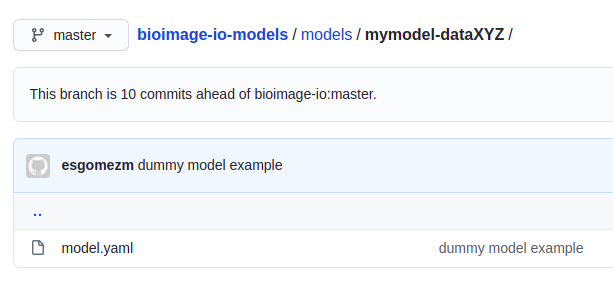 master bioimage-io-models / models / mymodel-dataXYZ /
This branch is 10 commits ahead of bioimage-io:master.
esgomezm dummy model example
..
model.yaml dummy model example